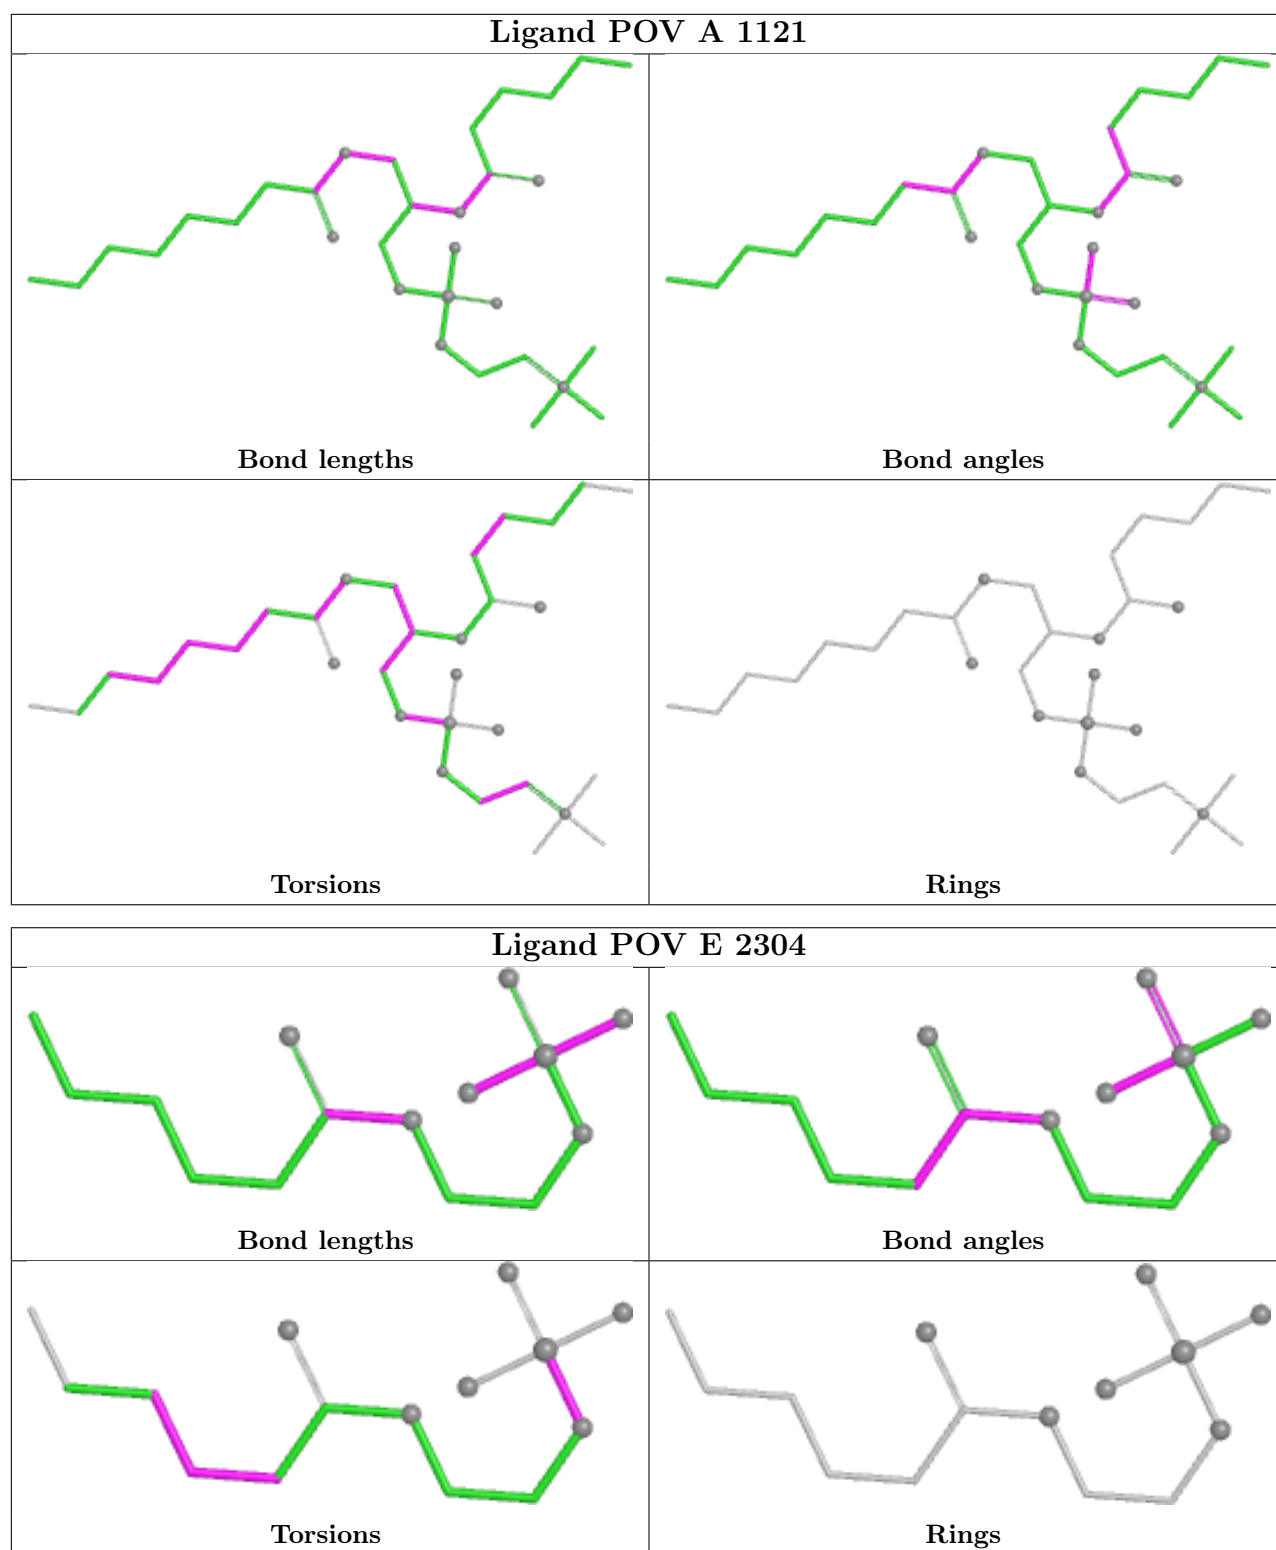 Ligand POV A 1121
Bond lengths
Bond angles
Torsions
Rings
Ligand POV E 2304
Bond lengths
Bond angles
Torsions
Rings